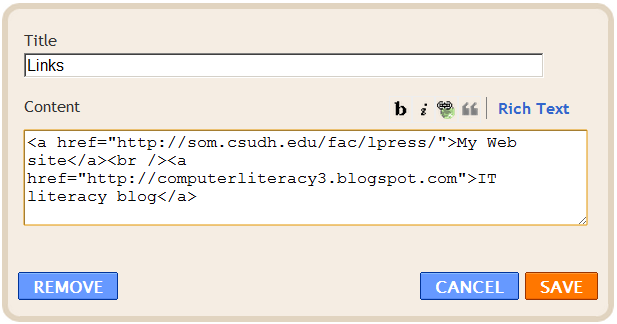 Title
Links
Content
b i Rich Text
<a href="http://som.csudh.edu/fac/lpress/">My Web
site</a><br /><a
href="http://computerliteracy3.blogspot.com">IT
literacy blog</a>
REMOVE CANCEL SAVE